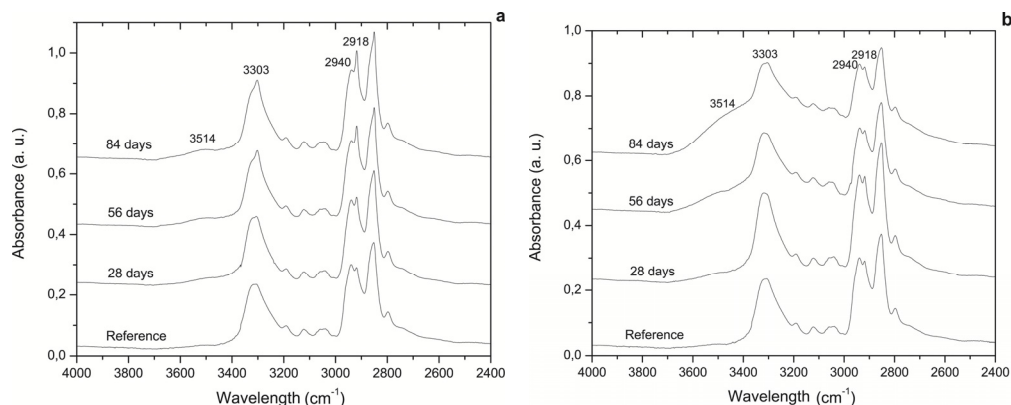 a
1,0
0,8
0,6
0,4
0,2
0,0
Absorbance (a. u.)
2918
2940
3303
3514
84 days
56 days
28 days
Reference
4000 3800 3600 3400 3200 3000 2800 2600 2400
Wavelength (cm-1)
b
1,0
0,8
0,6
0,4
0,2
0,0
Absorbance (a. u.)
2918
3303
2940
3514
84 days
56 days
28 days
Reference
4000 3800 3600 3400 3200 3000 2800 2600 2400
Wavelength (cm-1)